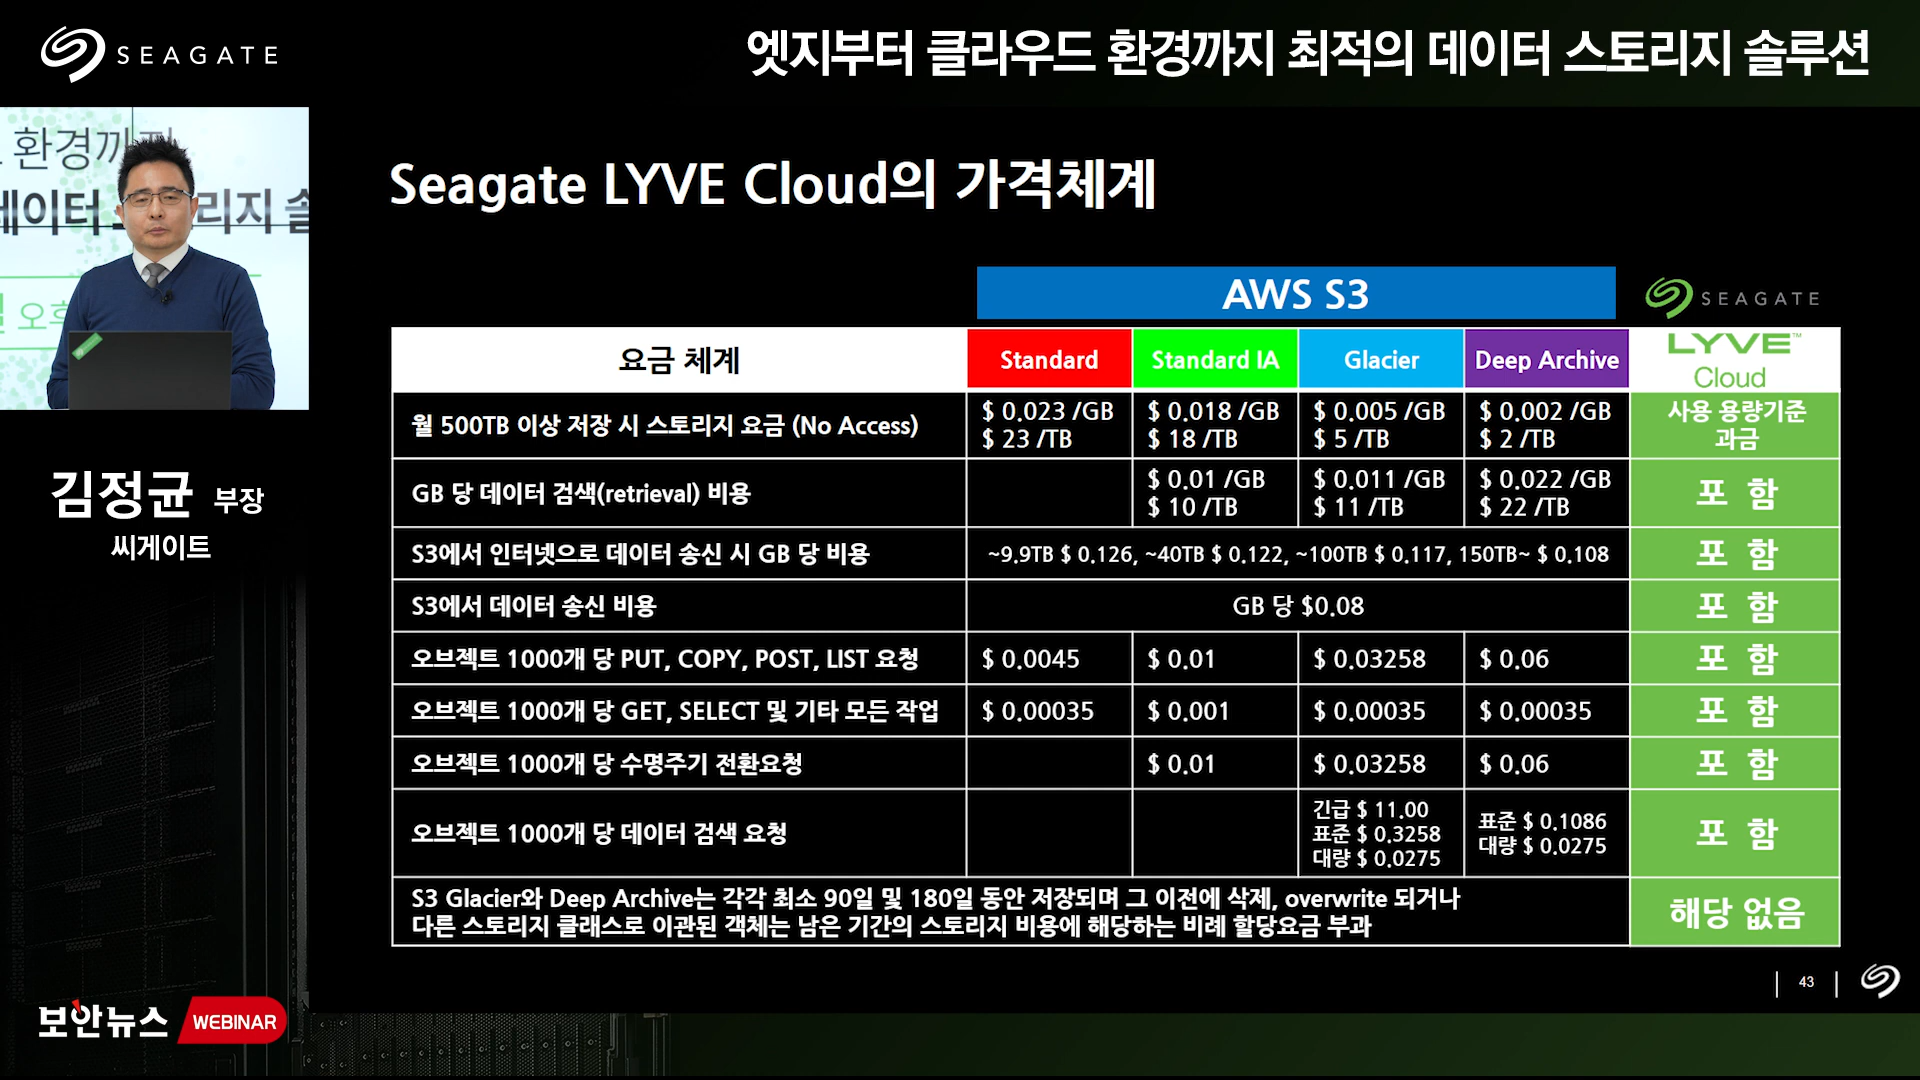 SEAGATE
엣지부터 클라우드 환경까지 최적의 데이터 스토리지 솔루션
환경까지
데이터 스 리지 솔
일 오후
김정균 부장
씨게이트
Seagate LYVE Cloud의 가격체계
AWS S3
SEAGATE
요금 체계
Standard
Standard IA
Glacier
Deep Archive
LYVE™
Cloud
월 500TB 이상 저장 시 스토리지 요금 (No Access)
$ 0.023 /GB
$ 23 /TB
$ 0.018 /GB
$ 18 /TB
$ 0.005 /GB
$ 5 /TB
$ 0.002 /GB
$ 2 /TB
사용 용량기준
과금
GB 당 데이터 검색(retrieval) 비용
$ 0.01 /GB
$ 10 /TB
$ 0.011 /GB
$ 11 /TB
$ 0.022 /GB
$ 22 /TB
포 함
S3에서 인터넷으로 데이터 송신 시 GB 당 비용
~9.9TB $ 0.126, ~40TB $ 0.122, ~100TB $ 0.117, 150TB~ $ 0.108
포 함
S3에서 데이터 송신 비용
GB 당 $0.08
포 함
오브젝트 1000개 당 PUT, COPY, POST, LIST 요청
$ 0.0045
$ 0.01
$ 0.03258
$ 0.06
포 함
오브젝트 1000개 당 GET, SELECT 및 기타 모든 작업
$ 0.00035
$ 0.001
$ 0.00035
$ 0.00035
포 함
오브젝트 1000개 당 수명주기 전환요청
$ 0.01
$ 0.03258
$ 0.06
포 함
오브젝트 1000개 당 데이터 검색 요청
긴급 $ 11.00
표준 $ 0.3258
대량 $ 0.0275
표준 $ 0.1086
대량 $ 0.0275
포 함
S3 Glacier와 Deep Archive는 각각 최소 90일 및 180일 동안 저장되며 그 이전에 삭제, overwrite 되거나
다른 스토리지 클래스로 이관된 객체는 남은 기간의 스토리지 비용에 해당하는 비례 할당요금 부과
해당 없음
43
보안뉴스 WEBINAR